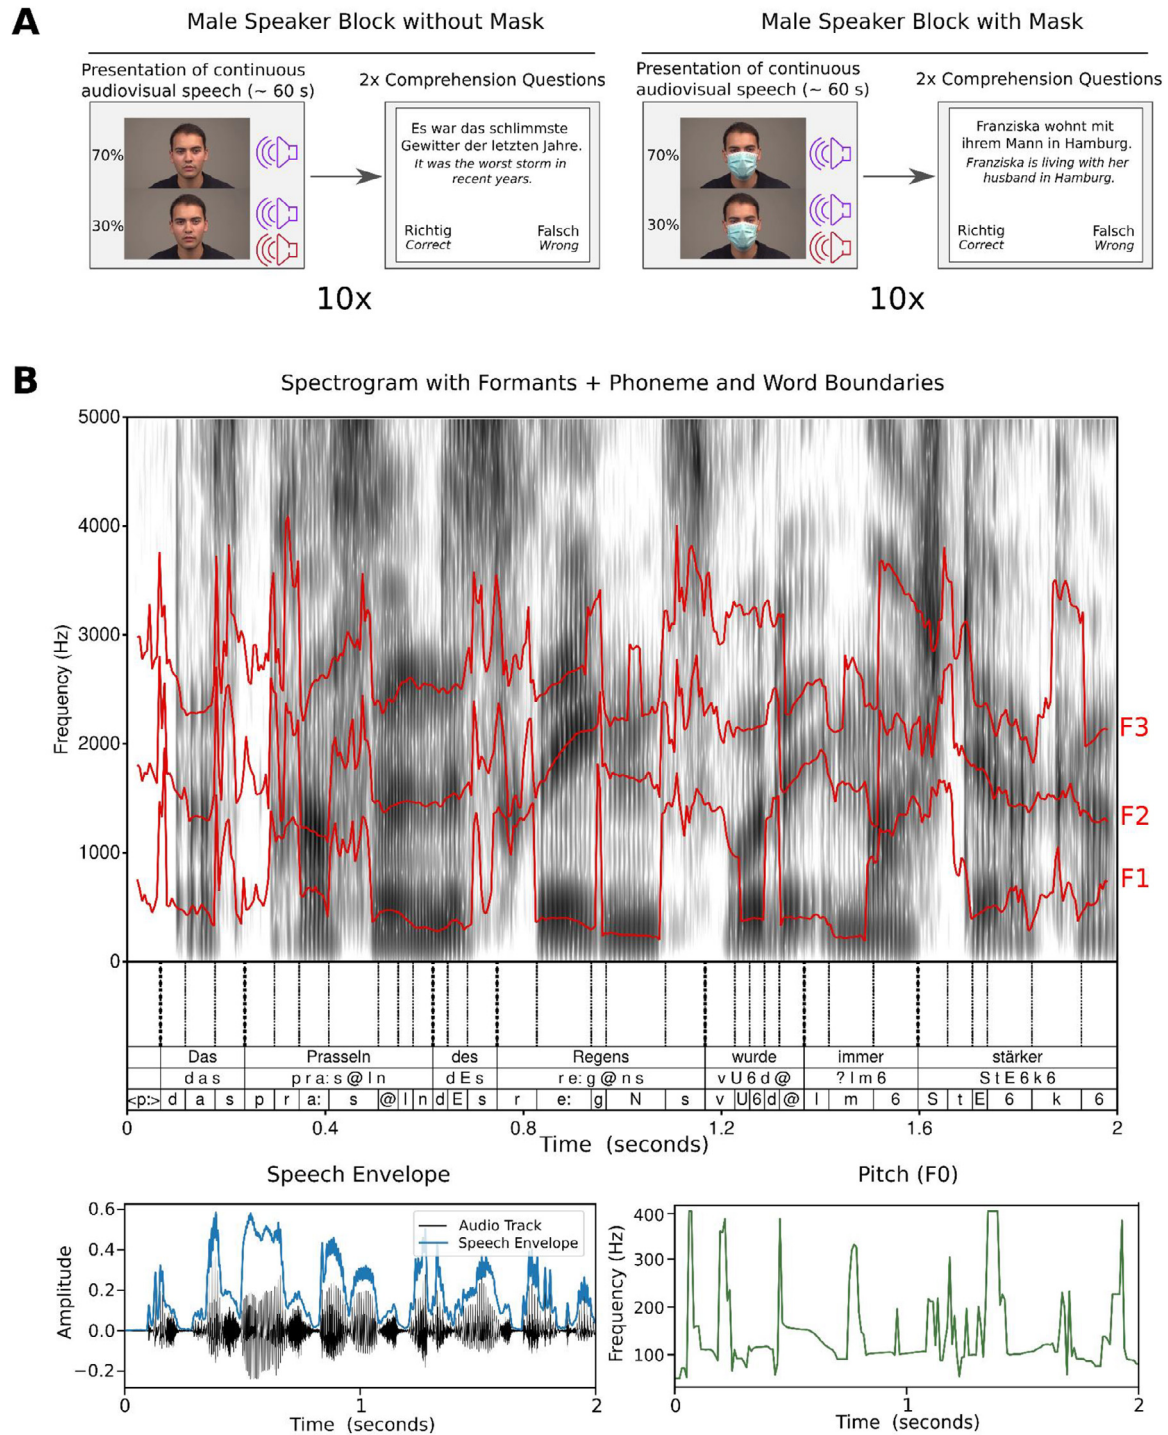 A
Male Speaker Block without Mask
Presentation of continuous
audiovisual speech (~ 60 s)
2x Comprehension Questions
70%
30%
Es war das schlimmste
Gewitter der letzten Jahre.
It was the worst storm in
recent years.
Richtig
Correct
Falsch
Wrong
10x
Male Speaker Block with Mask
Presentation of continuous
audiovisual speech (~ 60 s)
2x Comprehension Questions
70%
30%
Franziska wohnt mit
ihrem Mann in Hamburg.
Franziska is living with her
husband in Hamburg.
Richtig
Correct
Falsch
Wrong
10x
B
Spectrogram with Formants + Phoneme and Word Boundaries
5000
4000
3000
2000
1000
0
Frequency (Hz)
F3
F2
F1
Das Prasseln des Regens wurde immer stärker
d a s p r a: s @ l n d E s r e: g @ n s v U 6 d @ ? I m 6 S t E 6 k 6
<p:> d a s p r a: s @ l n d E s r e: g N s v U 6 d @ I m 6 S t E 6 k 6
0 0.4 0.8 1.2 1.6 2
Time (seconds)
Speech Envelope
0.6
0.4
0.2
0.0
−0.2
Amplitude
Audio Track
Speech Envelope
0 1 2
Time (seconds)
Pitch (F0)
400
300
200
100
Frequency (Hz)
0 1 2
Time (seconds)